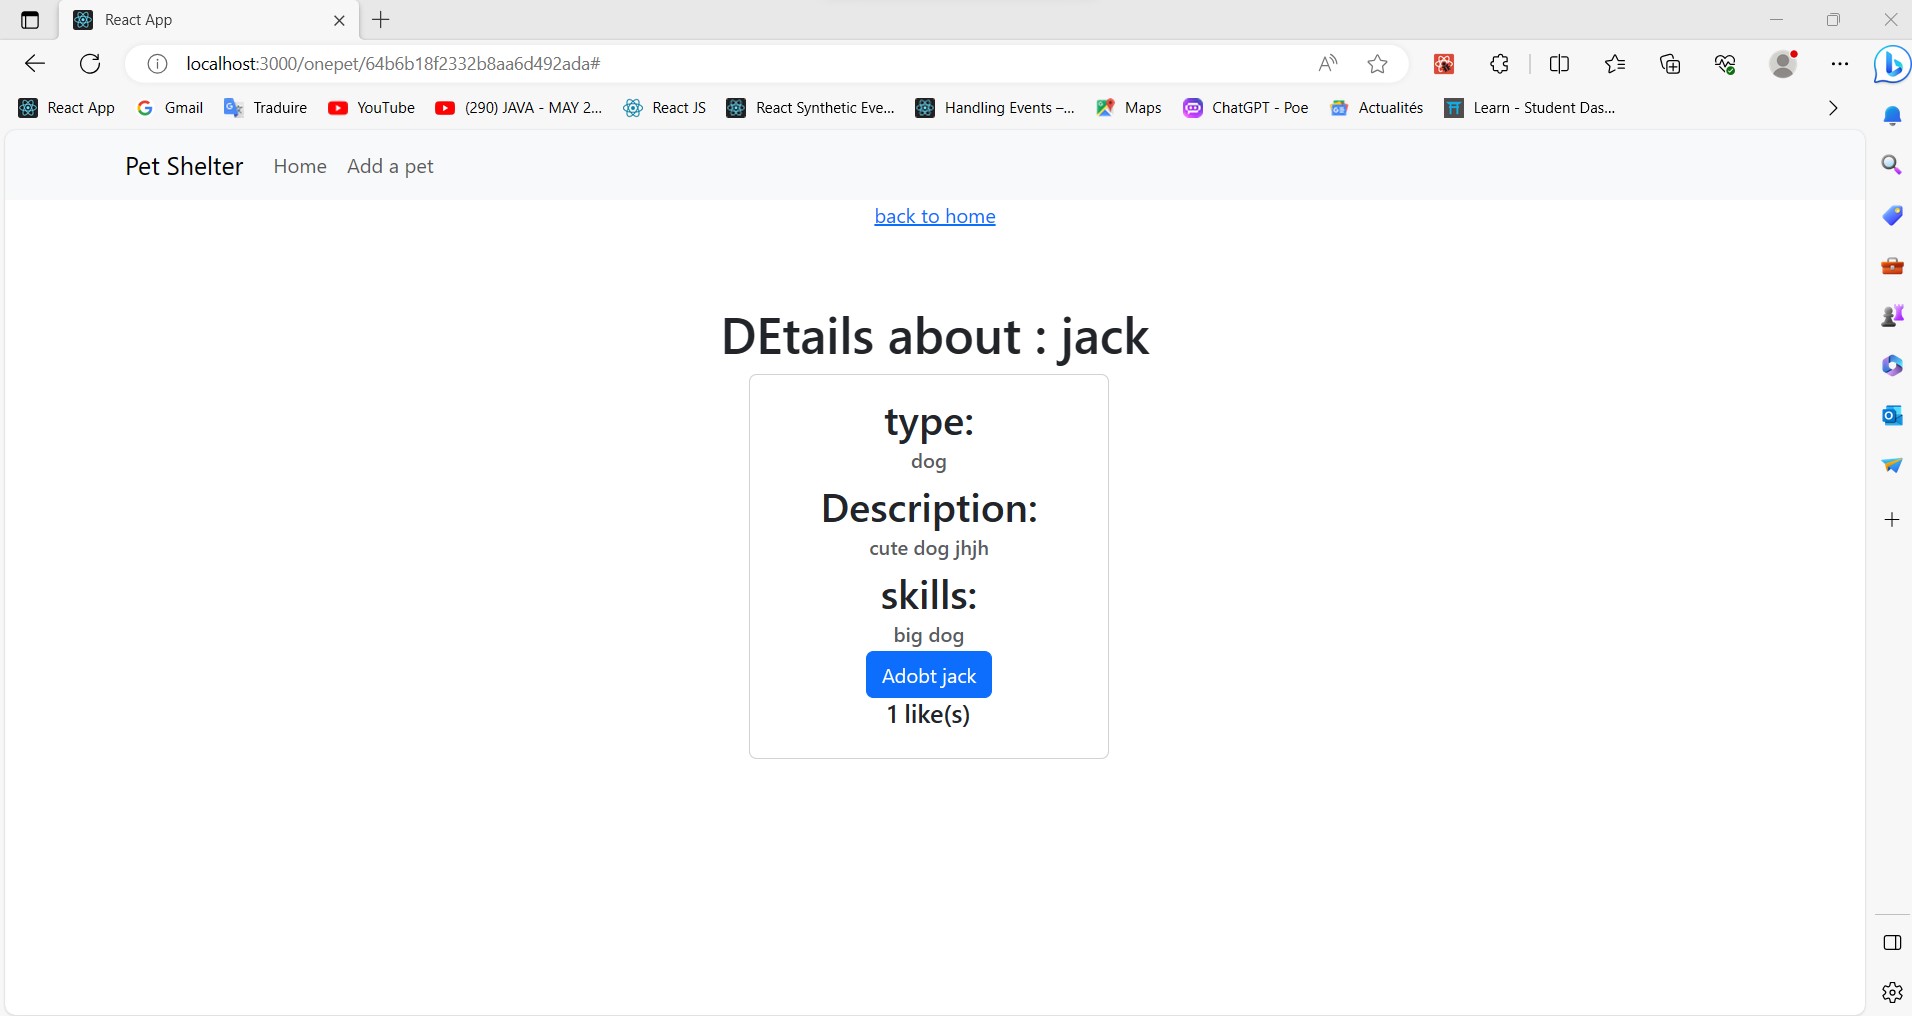 React App
localhost:3000/onepet/64b6b18f2332b8aa6d492ada#
React App Gmail Traduire YouTube (290) JAVA - MAY 2... React JS React Synthetic Eve... Handling Events –... Maps ChatGPT - Poe Actualités Learn - Student Das...
Pet Shelter Home Add a pet
back to home
DEtails about : jack
type:
dog
Description:
cute dog jhjh
skills:
big dog
Adobt jack
1 like(s)